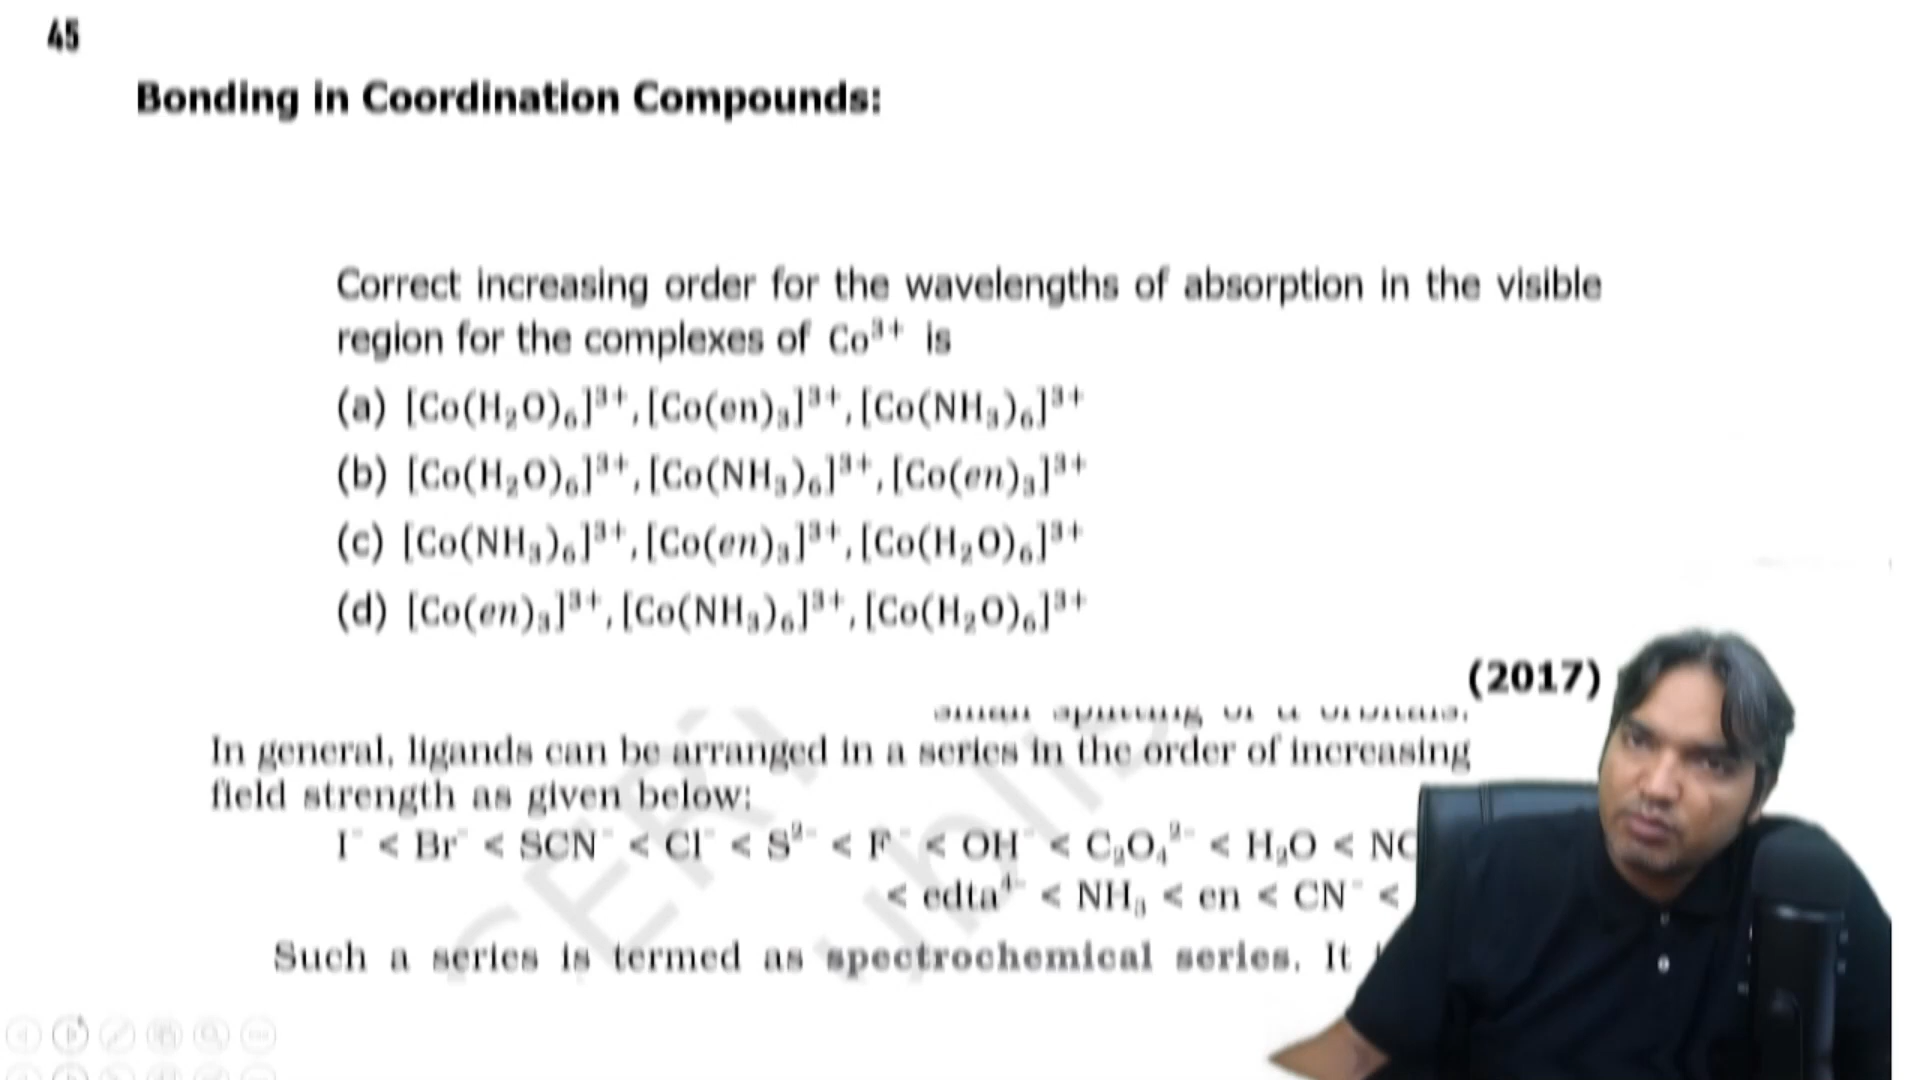 45
Bonding in Coordination Compounds:
Correct increasing order for the wavelengths of absorption in the visible
region for the complexes of Co³⁺ is
(a) [Co(H₂O)₆]³⁺, [Co(en)₃]³⁺, [Co(NH₃)₆]³⁺
(b) [Co(H₂O)₆]³⁺, [Co(NH₃)₆]³⁺, [Co(en)₃]³⁺
(c) [Co(NH₃)₆]³⁺, [Co(en)₃]³⁺, [Co(H₂O)₆]³⁺
(d) [Co(en)₃]³⁺, [Co(NH₃)₆]³⁺, [Co(H₂O)₆]³⁺
(2017)
small splitting of d orbitals.
In general, ligands can be arranged in a series in the order of increasing
field strength as given below:
I⁻ < Br⁻ < SCN⁻ < Cl⁻ < S²⁻ < F⁻ < OH⁻ < C₂O₄²⁻ < H₂O < NC
< edta⁴⁻ < NH₃ < en < CN⁻ <
Such a series is termed as spectrochemical series. It